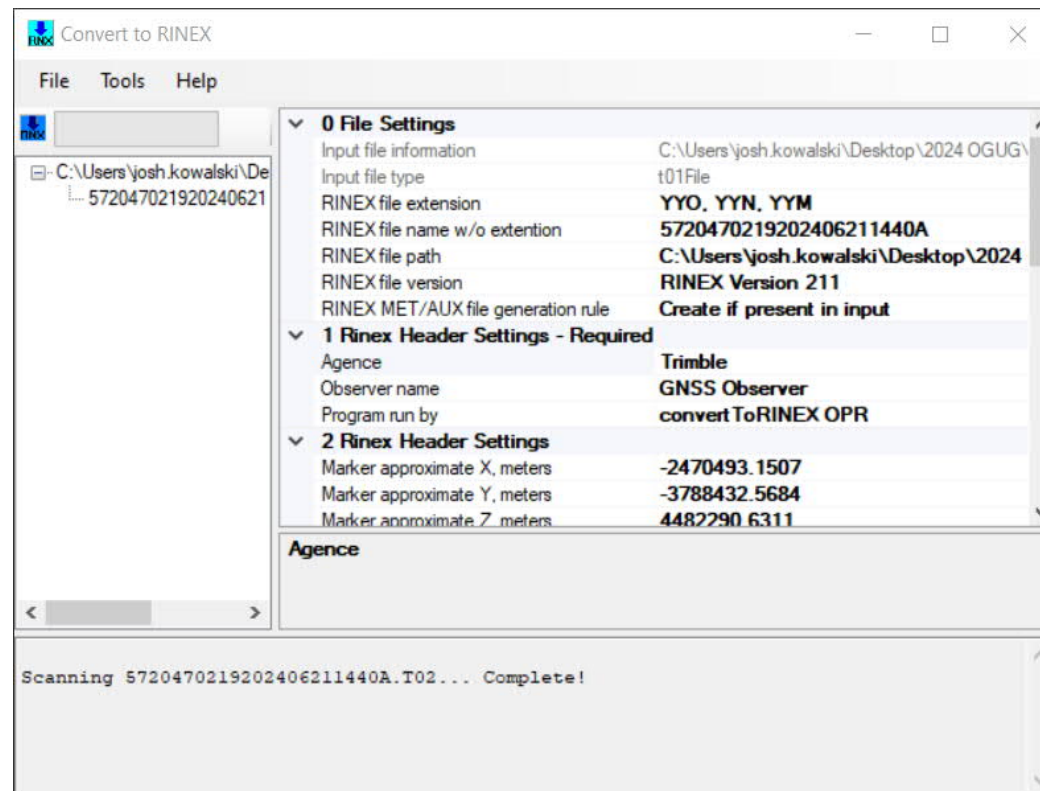 Convert to RINEX
File Tools Help
0 File Settings
Input file information C:\Users\josh.kowalski\Desktop\2024 OGUG\
Input file type t01File
RINEX file extension YYO, YYN, YYM
RINEX file name w/o extention 5720470219202406211440A
RINEX file path C:\Users\josh.kowalski\Desktop\2024
RINEX file version RINEX Version 211
RINEX MET/AUX file generation rule Create if present in input
1 Rinex Header Settings - Required
Agence Trimble
Observer name GNSS Observer
Program run by convertToRINEX OPR
2 Rinex Header Settings
Marker approximate X, meters -2470493.1507
Marker approximate Y, meters -3788432.5684
Marker approximate Z, meters 4482290.6311
C:\Users\josh.kowalski\De
572047021920240621
Agence
Scanning 5720470219202406211440A.T02... Complete!